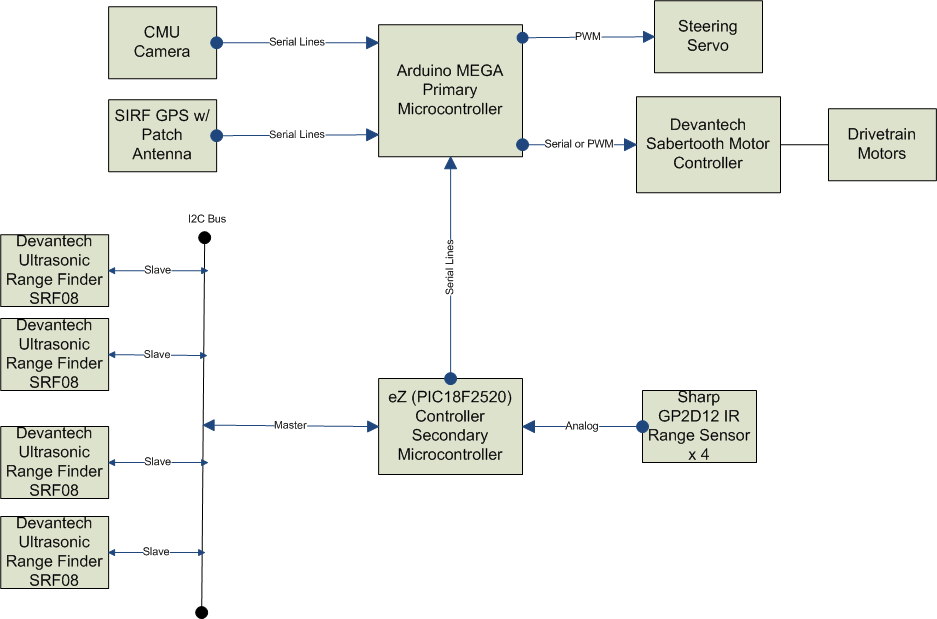 CMU
Camera
Serial Lines
Arduino MEGA
Primary
Microcontroller
PWM
Steering
Servo
SIRF GPS w/
Patch
Antenna
Serial Lines
Serial or PWM
Devantech
Sabertooth Motor
Controller
Drivetrain
Motors
I2C Bus
Devantech
Ultrasonic
Range Finder
SRF08
Slave
Serial Lines
Devantech
Ultrasonic
Range Finder
SRF08
Slave
Master
eZ (PIC18F2520)
Controller
Secondary
Microcontroller
Analog
Sharp
GP2D12 IR
Range Sensor
x 4
Devantech
Ultrasonic
Range Finder
SRF08
Slave
Devantech
Ultrasonic
Range Finder
SRF08
Slave